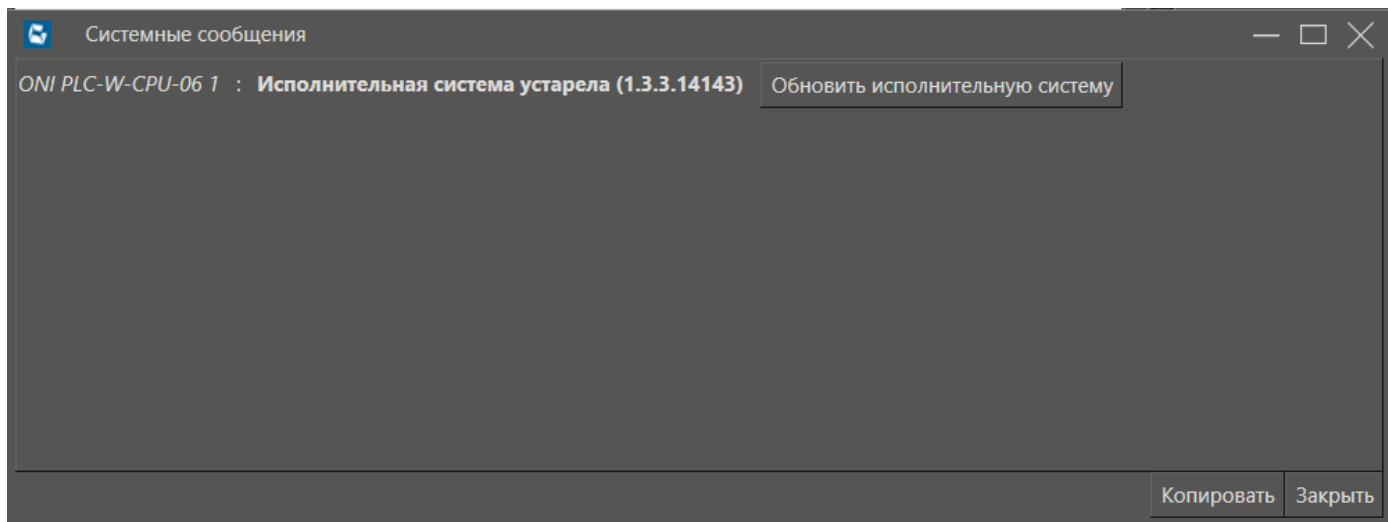 Системные сообщения
ONI PLC-W-CPU-06 1 : Исполнительная система устарела (1.3.3.14143) Обновить исполнительную систему
Копировать Закрыть